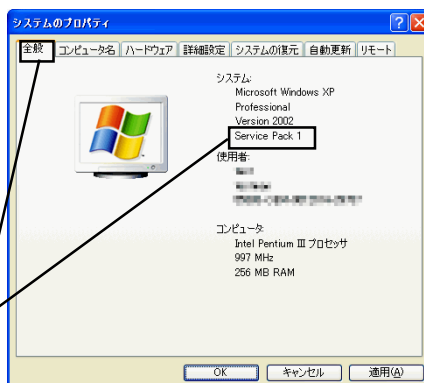 システムのプロパティ
全般 コンピュータ名 ハードウェア 詳細設定 システムの復元 自動更新 リモート
システム:
Microsoft Windows XP
Professional
Version 2002
Service Pack 1
使用者:
コンピュータ:
Intel Pentium III プロセッサ
997 MHz
256 MB RAM
OK キャンセル 適用(A)